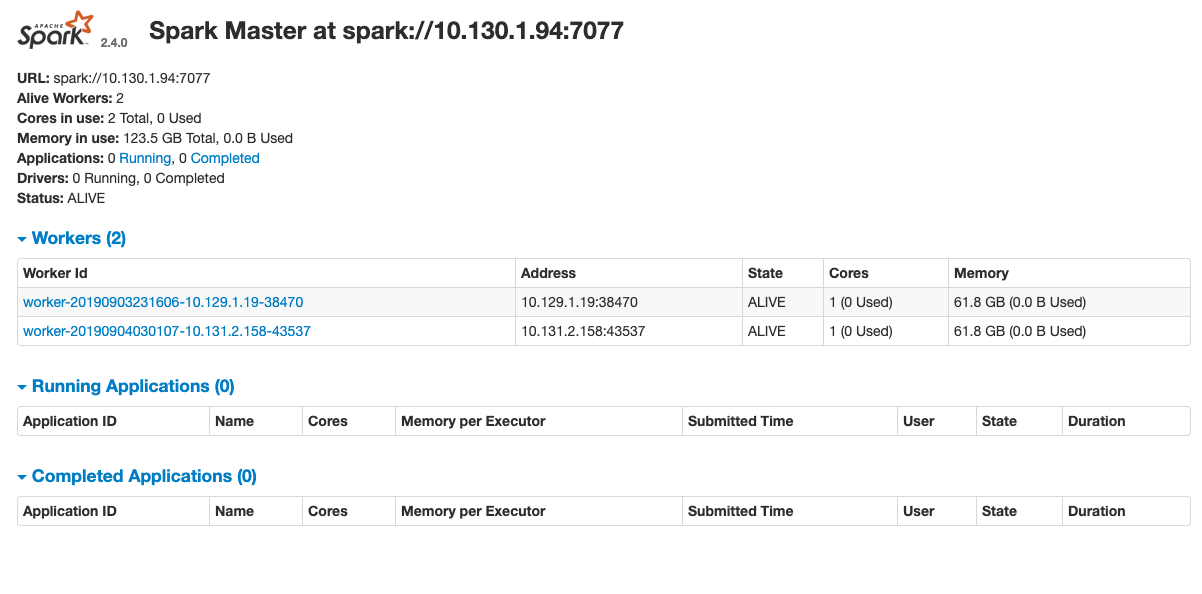 APACHE
Spark 2.4.0 Spark Master at spark://10.130.1.94:7077
URL: spark://10.130.1.94:7077
Alive Workers: 2
Cores in use: 2 Total, 0 Used
Memory in use: 123.5 GB Total, 0.0 B Used
Applications: 0 Running, 0 Completed
Drivers: 0 Running, 0 Completed
Status: ALIVE
Workers (2)
Worker Id Address State Cores Memory
worker-20190903231606-10.129.1.19-38470 10.129.1.19:38470 ALIVE 1 (0 Used) 61.8 GB (0.0 B Used)
worker-20190904030107-10.131.2.158-43537 10.131.2.158:43537 ALIVE 1 (0 Used) 61.8 GB (0.0 B Used)
Running Applications (0)
Application ID Name Cores Memory per Executor Submitted Time User State Duration
Completed Applications (0)
Application ID Name Cores Memory per Executor Submitted Time User State Duration